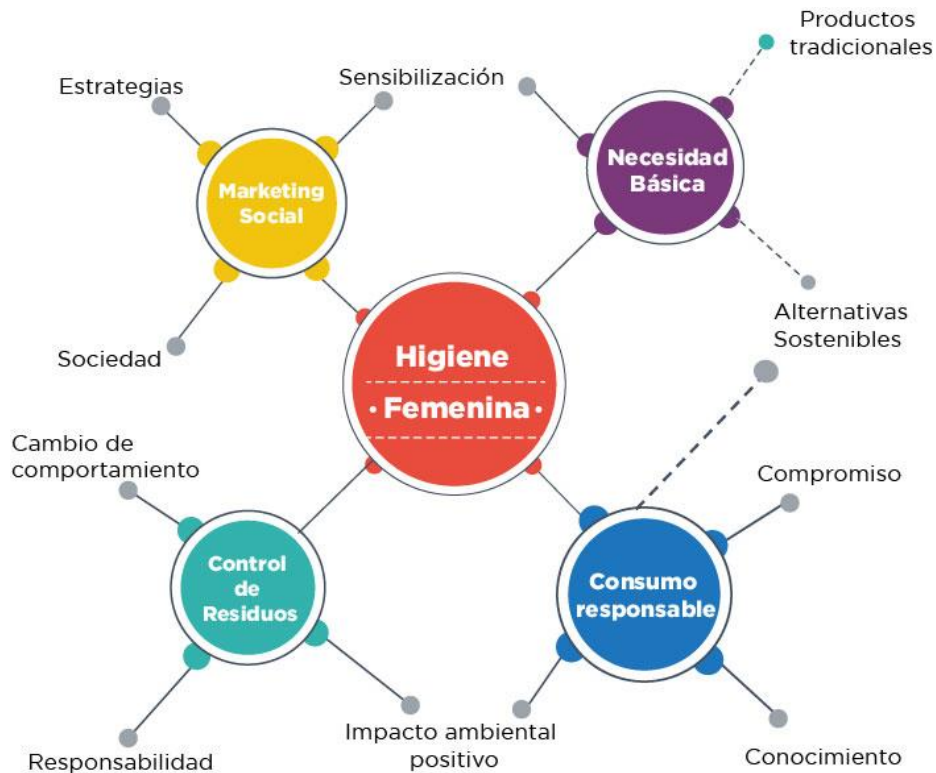 Productos
tradicionales
Estrategias
Sensibilización
Necesidad
Básica
Marketing
Social
Alternativas
Sostenibles
Sociedad
Higiene
· Femenina ·
Cambio de
comportamiento
Compromiso
Control
de
Residuos
Consumo
responsable
Impacto ambiental
positivo
Responsabilidad
Conocimiento